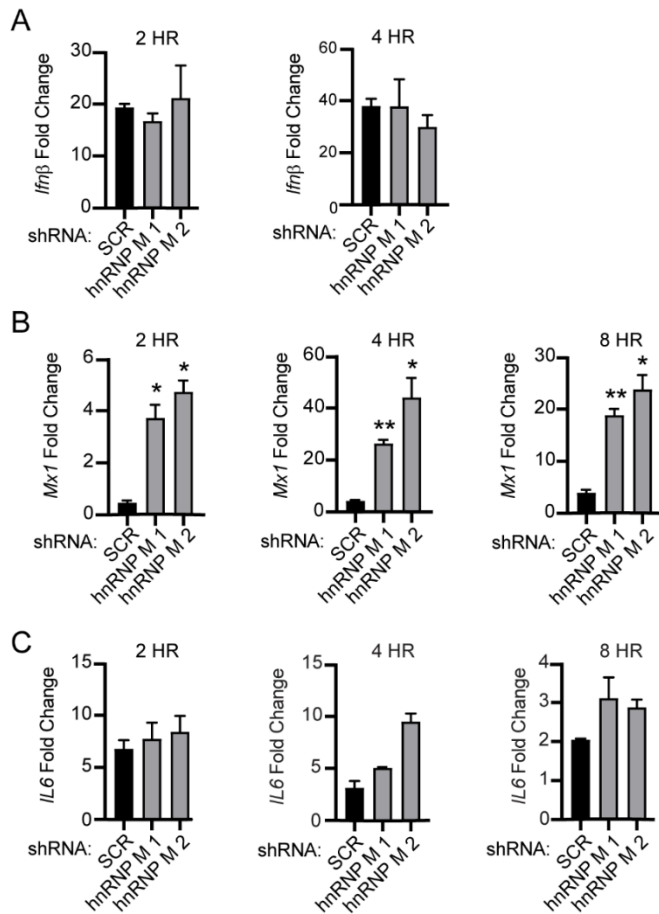 A
2 HR
4 HR
Ifnβ Fold Change
30
20
10
0
Ifnβ Fold Change
60
40
20
0
shRNA:
SCR
hnRNP M 1
hnRNP M 2
shRNA:
SCR
hnRNP M 1
hnRNP M 2
B
2 HR
4 HR
8 HR
Mx1 Fold Change
6
4
2
0
*
*
Mx1 Fold Change
60
40
20
0
**
*
Mx1 Fold Change
30
20
10
0
**
*
shRNA:
SCR
hnRNP M 1
hnRNP M 2
shRNA:
SCR
hnRNP M 1
hnRNP M 2
shRNA:
SCR
hnRNP M 1
hnRNP M 2
C
2 HR
4 HR
8 HR
IL6 Fold Change
15
10
5
0
IL6 Fold Change
15
10
5
0
IL6 Fold Change
4
3
2
1
0
shRNA:
SCR
hnRNP M 1
hnRNP M 2
shRNA:
SCR
hnRNP M 1
hnRNP M 2
shRNA:
SCR
hnRNP M 1
hnRNP M 2